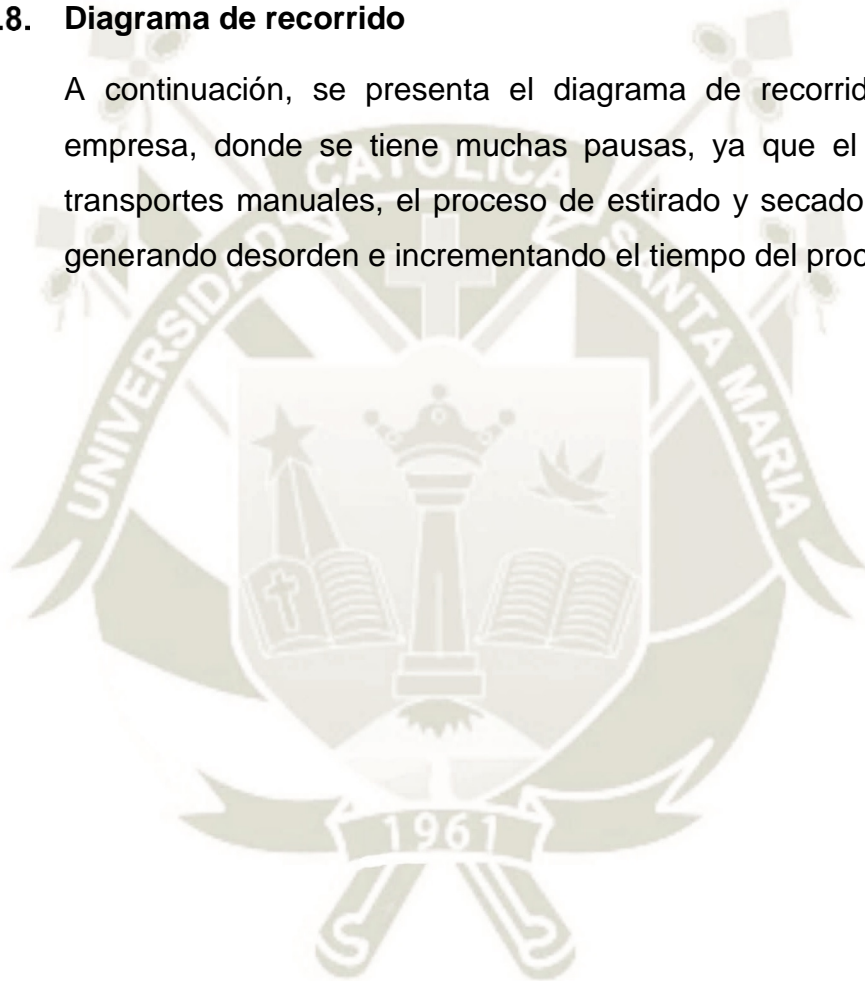 .8. Diagrama de recorrido
A continuación, se presenta el diagrama de recorrid
empresa, donde se tiene muchas pausas, ya que el
transportes manuales, el proceso de estirado y secado
generando desorden e incrementando el tiempo del proc
UNIVERSIDAD CATOLICA SANTA MARIA
1961